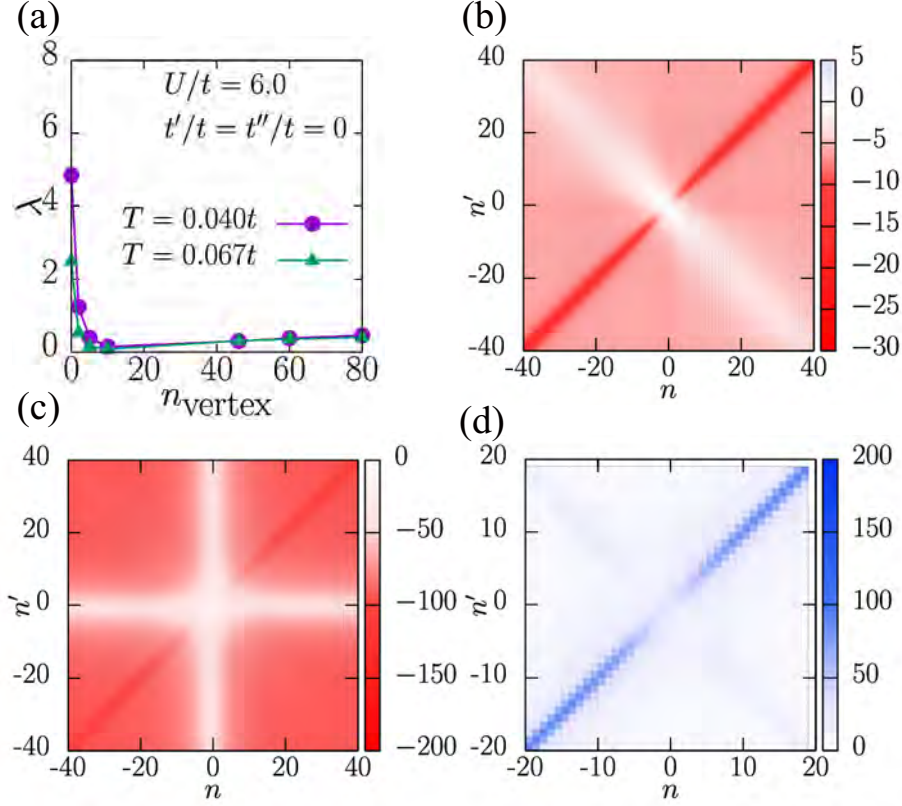 (a)
8
6
4
2
0
λ
U/t = 6.0
t′/t = t″/t = 0
T = 0.040t
T = 0.067t
0 20 40 60 80
n_vertex
(b)
40
20
0
-20
-40
n′
-40 -20 0 20 40
n
5
0
−5
−10
−15
−20
−25
−30
(c)
40
20
0
-20
-40
n′
-40 -20 0 20 40
n
0
−50
−100
−150
−200
(d)
20
10
0
-10
-20
n′
-20 -10 0 10 20
n
200
150
100
50
0